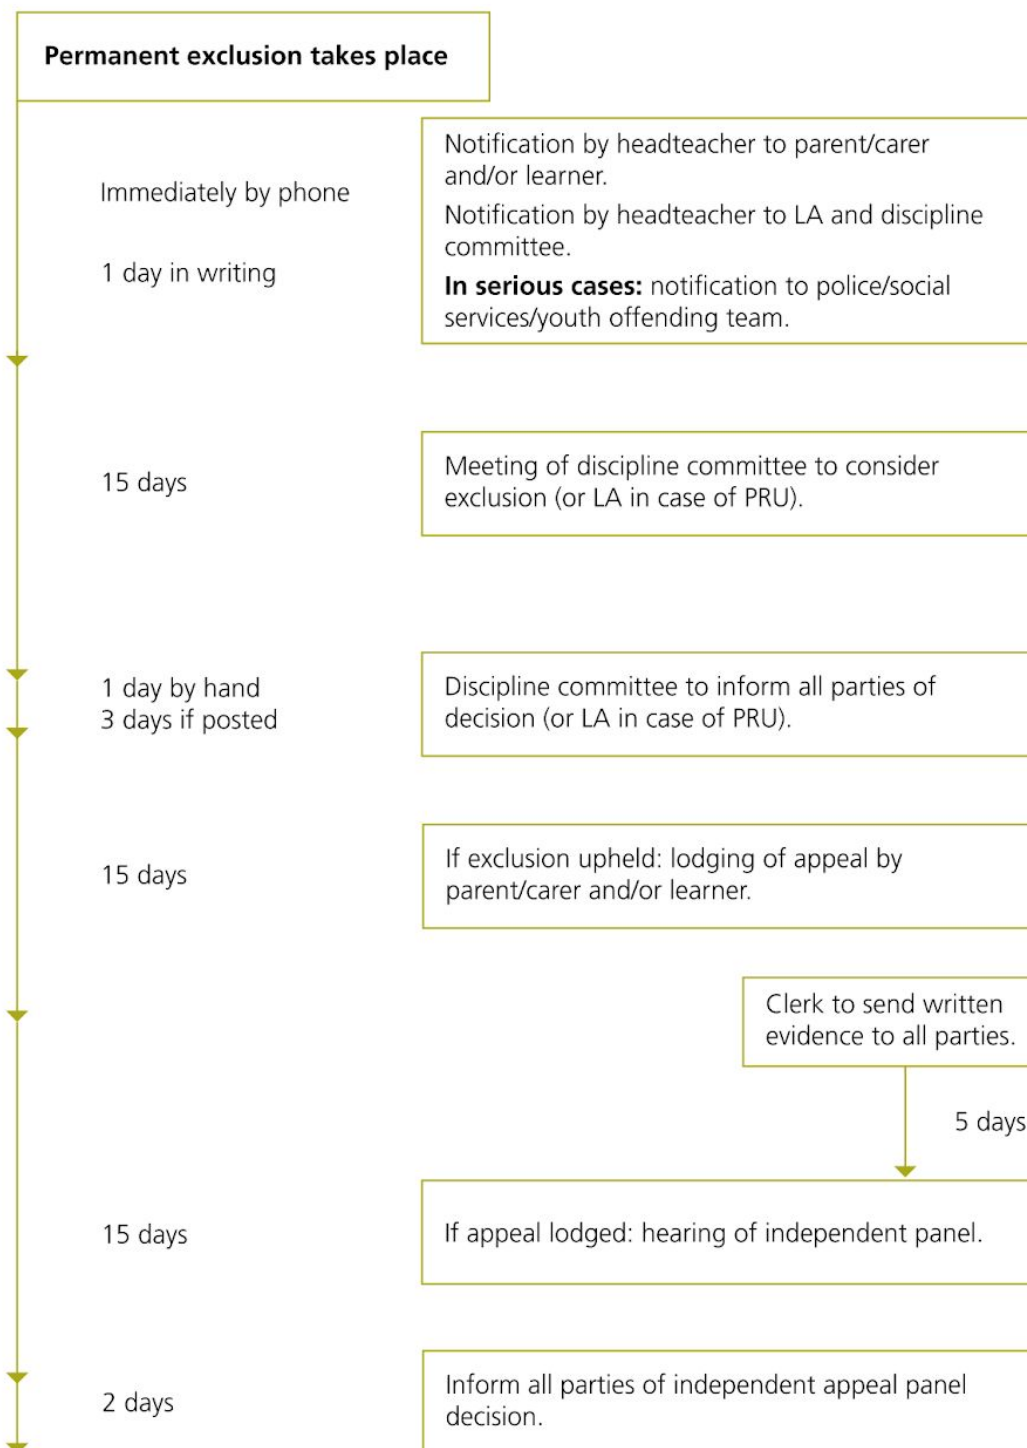 Permanent exclusion takes place
Immediately by phone
1 day in writing
Notification by headteacher to parent/carer
and/or learner.
Notification by headteacher to LA and discipline
committee.
In serious cases: notification to police/social
services/youth offending team.
15 days
Meeting of discipline committee to consider
exclusion (or LA in case of PRU).
1 day by hand
3 days if posted
Discipline committee to inform all parties of
decision (or LA in case of PRU).
15 days
If exclusion upheld: lodging of appeal by
parent/carer and/or learner.
Clerk to send written
evidence to all parties.
5 days
15 days
If appeal lodged: hearing of independent panel.
2 days
Inform all parties of independent appeal panel
decision.